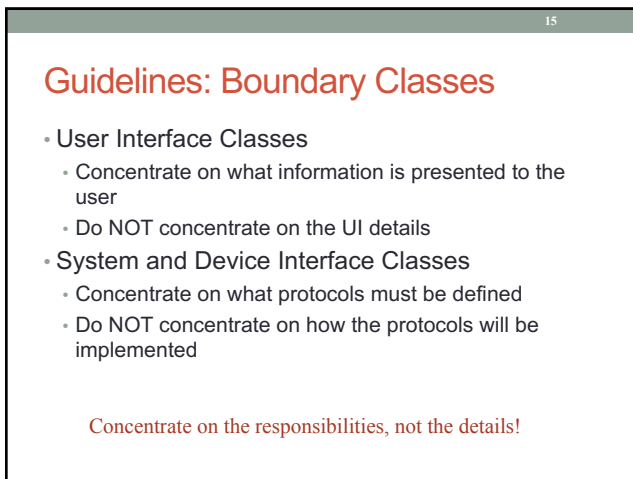 15
Guidelines: Boundary Classes
• User Interface Classes
• Concentrate on what information is presented to the
user
• Do NOT concentrate on the UI details
• System and Device Interface Classes
• Concentrate on what protocols must be defined
• Do NOT concentrate on how the protocols will be
implemented
Concentrate on the responsibilities, not the details!